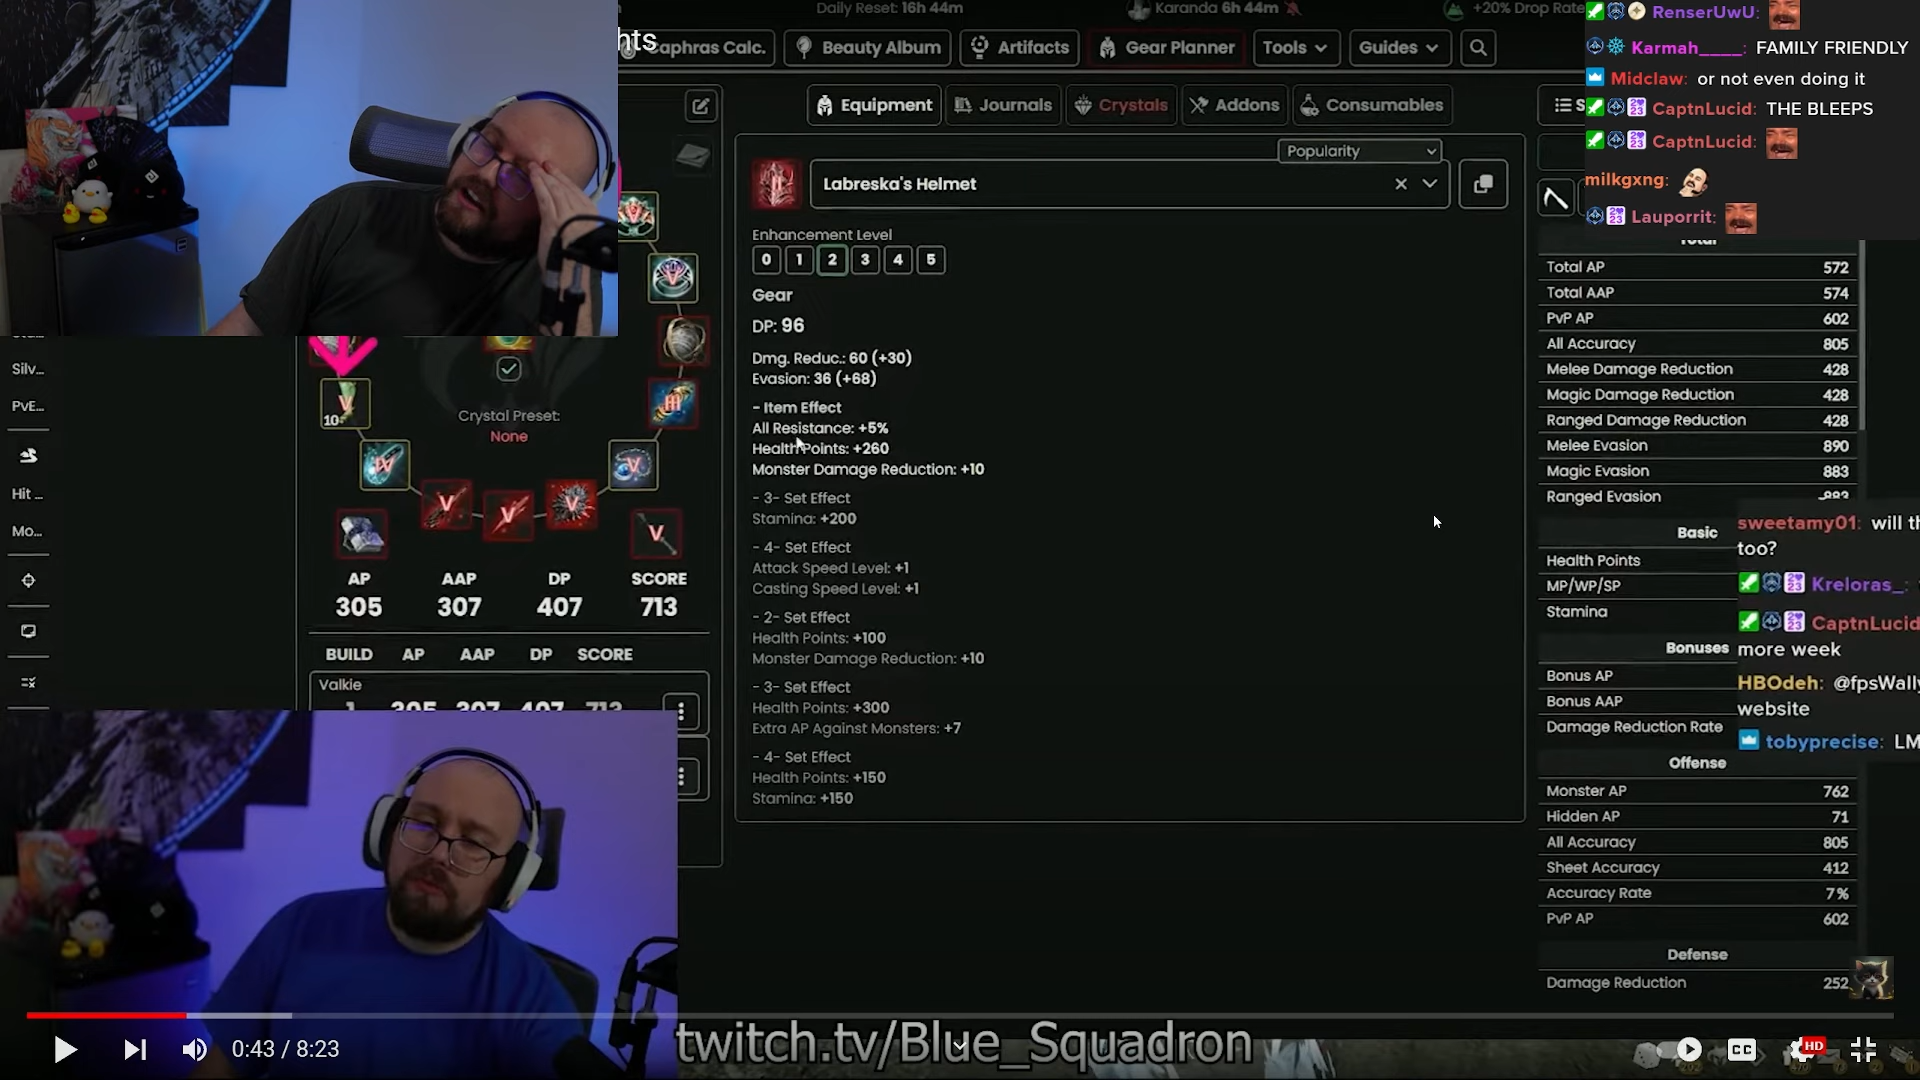 Daily Reset: 16h 44m
Karanda 6h 44m
+20% Drop Rate
hts
Caphras Calc.
Beauty Album
Artifacts
Gear Planner
Tools
Guides
Equipment
Journals
Crystals
Addons
Consumables
RenserUwU:
Karmah____: FAMILY FRIENDLY
Midclaw: or not even doing it
CaptnLucid: THE BLEEPS
CaptnLucid:
milkgxng:
Lauporrit:
Popularity
Labreska's Helmet
Enhancement Level
0 1 2 3 4 5
Gear
DP: 96
Dmg. Reduc.: 60 (+30)
Evasion: 36 (+68)
- Item Effect
All Resistance: +5%
Health Points: +260
Monster Damage Reduction: +10
- 3- Set Effect
Stamina: +200
- 4- Set Effect
Attack Speed Level: +1
Casting Speed Level: +1
- 2- Set Effect
Health Points: +100
Monster Damage Reduction: +10
- 3- Set Effect
Health Points: +300
Extra AP Against Monsters: +7
- 4- Set Effect
Health Points: +150
Stamina: +150
Silv...
PvE...
Hit ...
Mo...
V
V
10
V
III
IV
V
V
V
V
V
Crystal Preset:
None
AP AAP DP SCORE
305 307 407 713
BUILD AP AAP DP SCORE
Valkie
1 305 307 407 713
Total
Total AP 572
Total AAP 574
PvP AP 602
All Accuracy 805
Melee Damage Reduction 428
Magic Damage Reduction 428
Ranged Damage Reduction 428
Melee Evasion 890
Magic Evasion 883
Ranged Evasion 883
Basic
Health Points
MP/WP/SP
Stamina
Bonuses
Bonus AP
Bonus AAP
Damage Reduction Rate
Offense
Monster AP 762
Hidden AP 71
All Accuracy 805
Sheet Accuracy 412
Accuracy Rate 7%
PvP AP 602
Defense
Damage Reduction 252
sweetamy01: will th
too?
Kreloras_:
CaptnLucid
more week
HBOdeh: @fpsWally
website
tobyprecise: LM
0:43 / 8:23
twitch.tv/Blue_Squadron
CC
HD